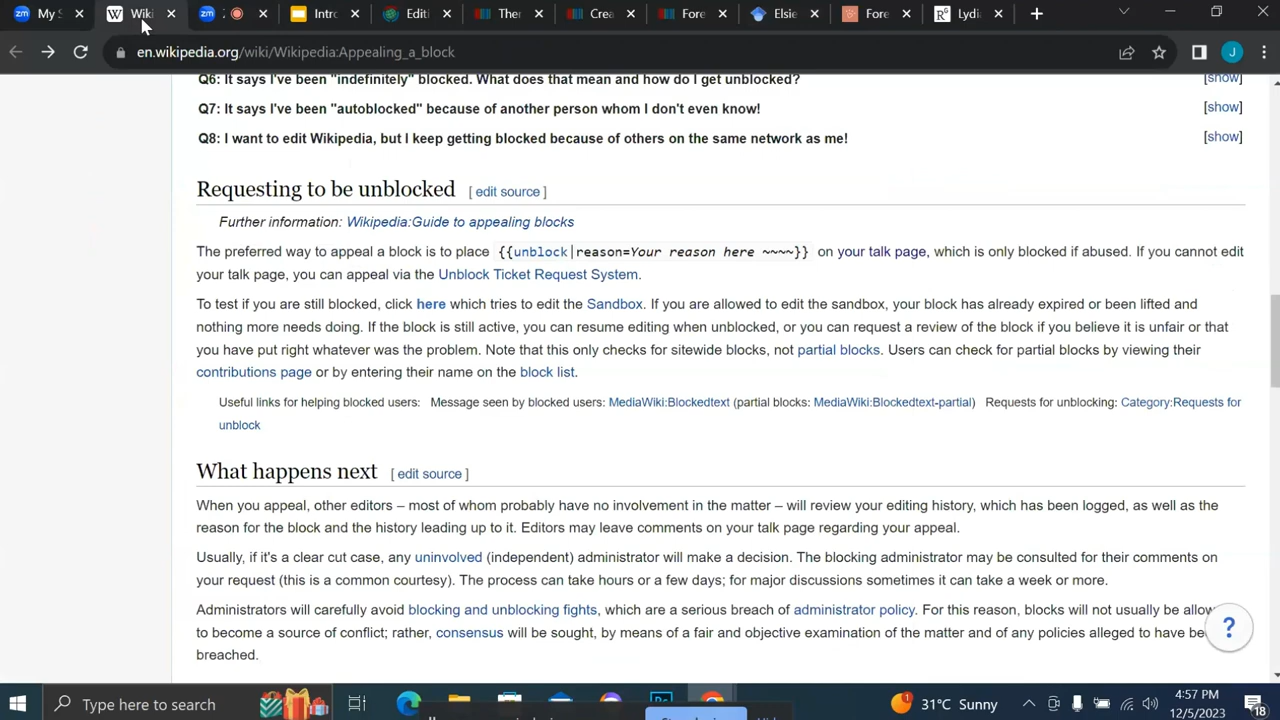 My S
Wiki
Intro
Editi
Ther
Crea
Fore
Elsie
Fore
Lydia
en.wikipedia.org/wiki/Wikipedia:Appealing_a_block
J
Q6: It says I've been "indefinitely" blocked. What does that mean and how do I get unblocked? [show]
Q7: It says I've been "autoblocked" because of another person whom I don't even know! [show]
Q8: I want to edit Wikipedia, but I keep getting blocked because of others on the same network as me! [show]
Requesting to be unblocked [ edit source ]
Further information: Wikipedia:Guide to appealing blocks
The preferred way to appeal a block is to place {{unblock|reason=Your reason here ~~~~}} on your talk page, which is only blocked if abused. If you cannot edit
your talk page, you can appeal via the Unblock Ticket Request System.
To test if you are still blocked, click here which tries to edit the Sandbox. If you are allowed to edit the sandbox, your block has already expired or been lifted and
nothing more needs doing. If the block is still active, you can resume editing when unblocked, or you can request a review of the block if you believe it is unfair or that
you have put right whatever was the problem. Note that this only checks for sitewide blocks, not partial blocks. Users can check for partial blocks by viewing their
contributions page or by entering their name on the block list.
Useful links for helping blocked users: Message seen by blocked users: MediaWiki:Blockedtext (partial blocks: MediaWiki:Blockedtext-partial) Requests for unblocking: Category:Requests for
unblock
What happens next [ edit source ]
When you appeal, other editors – most of whom probably have no involvement in the matter – will review your editing history, which has been logged, as well as the
reason for the block and the history leading up to it. Editors may leave comments on your talk page regarding your appeal.
Usually, if it's a clear cut case, any uninvolved (independent) administrator will make a decision. The blocking administrator may be consulted for their comments on
your request (this is a common courtesy). The process can take hours or a few days; for major discussions sometimes it can take a week or more.
Administrators will carefully avoid blocking and unblocking fights, which are a serious breach of administrator policy. For this reason, blocks will not usually be allow
to become a source of conflict; rather, consensus will be sought, by means of a fair and objective examination of the matter and of any policies alleged to have be
breached.
?
Type here to search
1
31°C Sunny
4:57 PM
12/5/2023
18